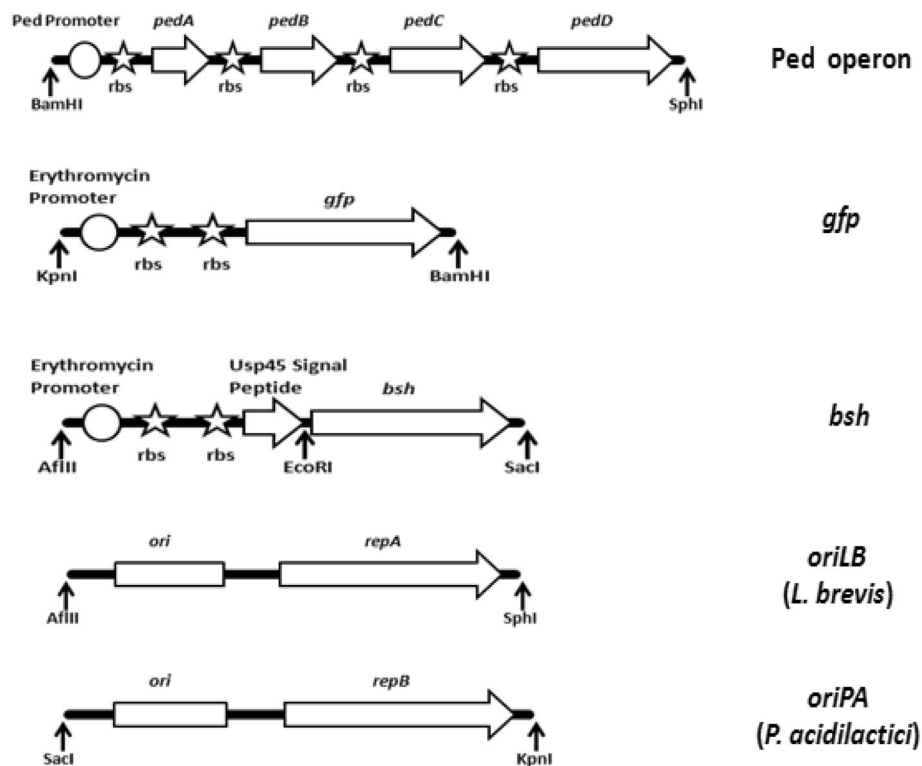 Ped Promoter pedA pedB pedC pedD
rbs rbs rbs rbs
BamHI SphI
Ped operon
Erythromycin
Promoter
gfp
rbs rbs
KpnI BamHI
gfp
Erythromycin
Promoter
Usp45 Signal
Peptide
bsh
rbs rbs
AflII EcoRI SacI
bsh
ori repA
AflII SphI
oriLB
(L. brevis)
ori repB
SacI KpnI
oriPA
(P. acidilactici)